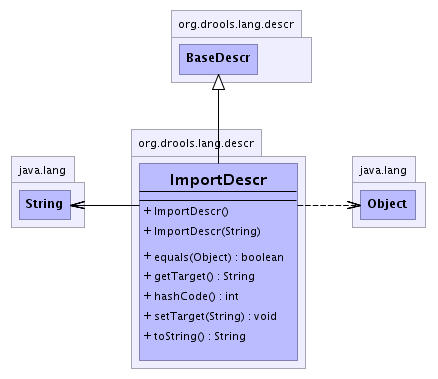 org.drools.lang.descr
BaseDescr
org.drools.lang.descr
java.lang
String
ImportDescr
java.lang
Object
+ ImportDescr()
+ ImportDescr(String)
+ equals(Object) : boolean
+ getTarget() : String
+ hashCode() : int
+ setTarget(String) : void
+ toString() : String